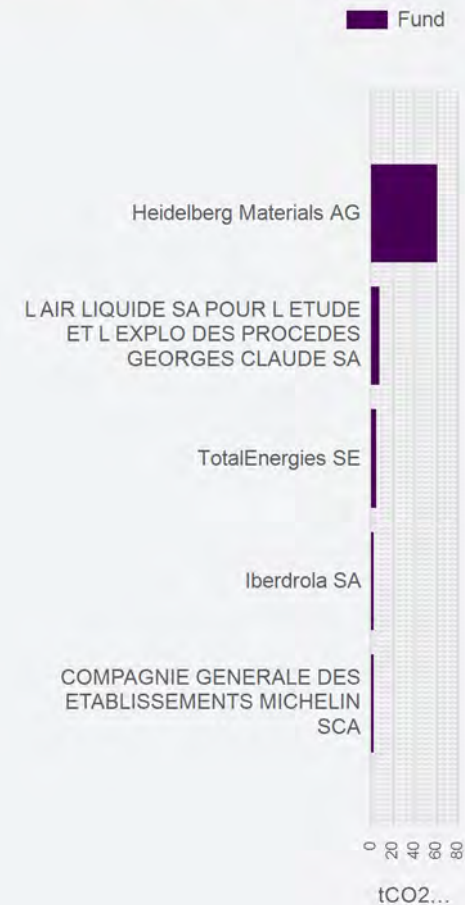 Fund
Heidelberg Materials AG
L AIR LIQUIDE SA POUR L ETUDE
ET L EXPLO DES PROCEDES
GEORGES CLAUDE SA
TotalEnergies SE
Iberdrola SA
COMPAGNIE GENERALE DES
ETABLISSEMENTS MICHELIN
SCA
0 20 40 60 80
tCO2...